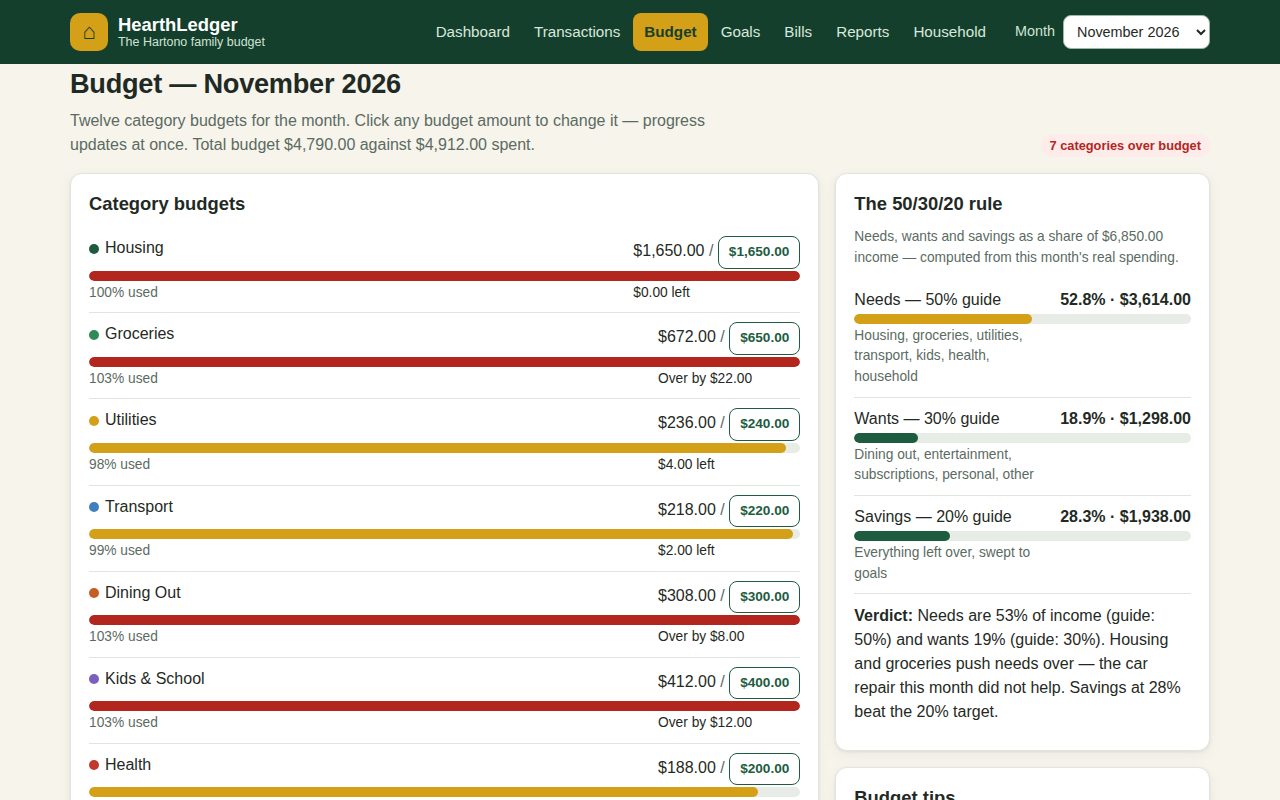 HearthLedger
The Hartono family budget
Dashboard Transactions Budget Goals Bills Reports Household Month November 2026
Budget — November 2026
Twelve category budgets for the month. Click any budget amount to change it — progress
updates at once. Total budget $4,790.00 against $4,912.00 spent.
7 categories over budget
Category budgets
Housing $1,650.00 / $1,650.00
100% used $0.00 left
Groceries $672.00 / $650.00
103% used Over by $22.00
Utilities $236.00 / $240.00
98% used $4.00 left
Transport $218.00 / $220.00
99% used $2.00 left
Dining Out $308.00 / $300.00
103% used Over by $8.00
Kids & School $412.00 / $400.00
103% used Over by $12.00
Health $188.00 / $200.00
The 50/30/20 rule
Needs, wants and savings as a share of $6,850.00
income — computed from this month's real spending.
Needs — 50% guide 52.8% · $3,614.00
Housing, groceries, utilities,
transport, kids, health,
household
Wants — 30% guide 18.9% · $1,298.00
Dining out, entertainment,
subscriptions, personal, other
Savings — 20% guide 28.3% · $1,938.00
Everything left over, swept to
goals
Verdict: Needs are 53% of income (guide:
50%) and wants 19% (guide: 30%). Housing
and groceries push needs over — the car
repair this month did not help. Savings at 28%
beat the 20% target.
Budget tips